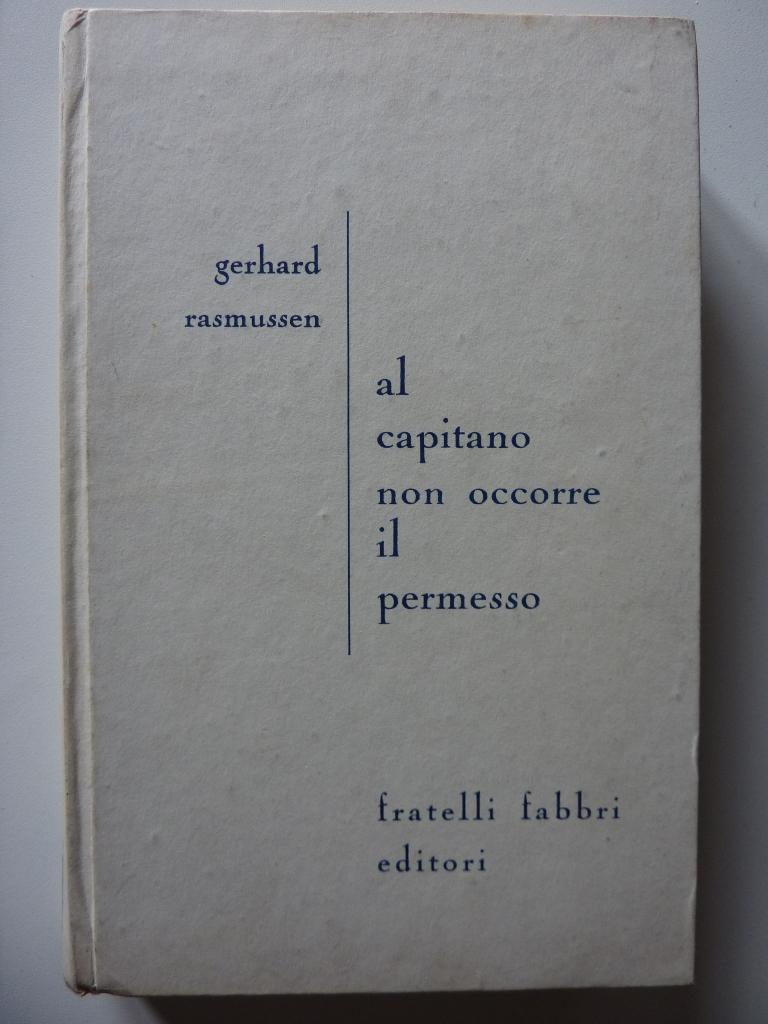 gerhard
rasmussen
al
capitano
non occorre
il
permesso
fratelli fabbri
editori